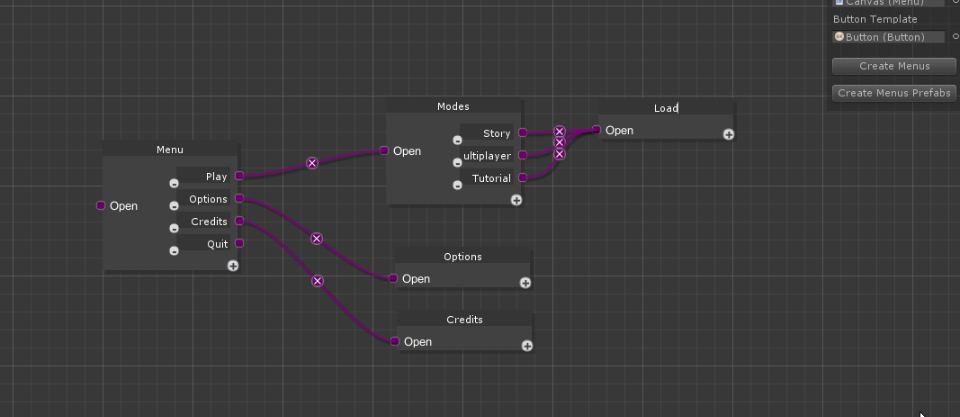 Canvas (Menu)
Button Template
Button (Button)
Create Menus
Create Menus Prefabs
Menu
Play
Open
Options
Credits
Quit
Modes
Open
Story
ultiplayer
Tutorial
Load
Open
Options
Open
Credits
Open